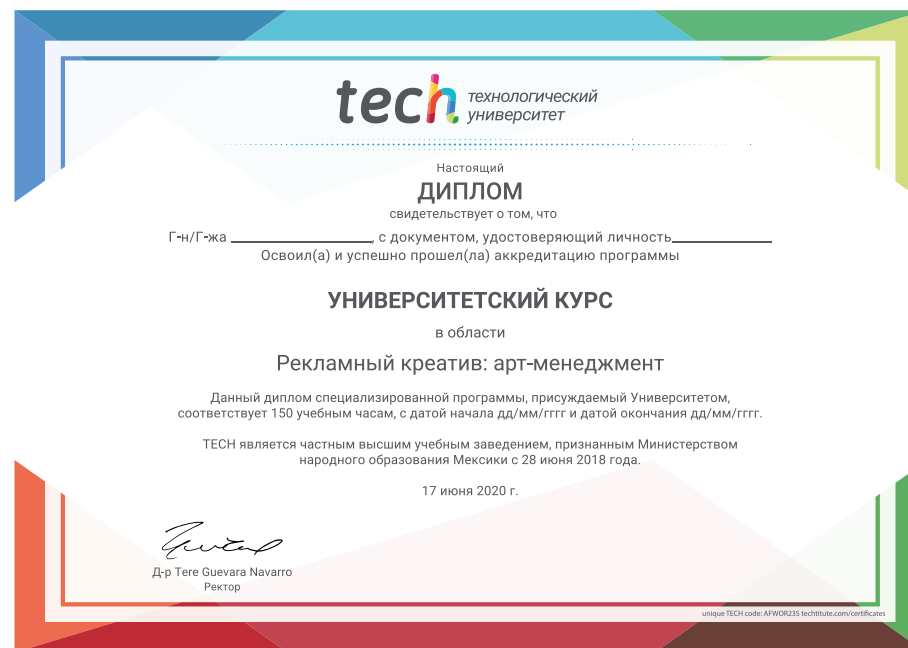 tech технологический
университет
Настоящий
ДИПЛОМ
свидетельствует о том, что
Г-н/Г-жа , с документом, удостоверяющий личность
Освоил(а) и успешно прошел(ла) аккредитацию программы
УНИВЕРСИТЕТСКИЙ КУРС
в области
Рекламный креатив: арт-менеджмент
Данный диплом специализированной программы, присуждаемый Университетом,
соответствует 150 учебным часам, с датой начала дд/мм/гггг и датой окончания дд/мм/гггг.
TECH является частным высшим учебным заведением, признанным Министерством
народного образования Мексики с 28 июня 2018 года.
17 июня 2020 г.
Д-р Tere Guevara Navarro
Ректор
unique TECH code: AFWOR23S techtitute.com/certificates